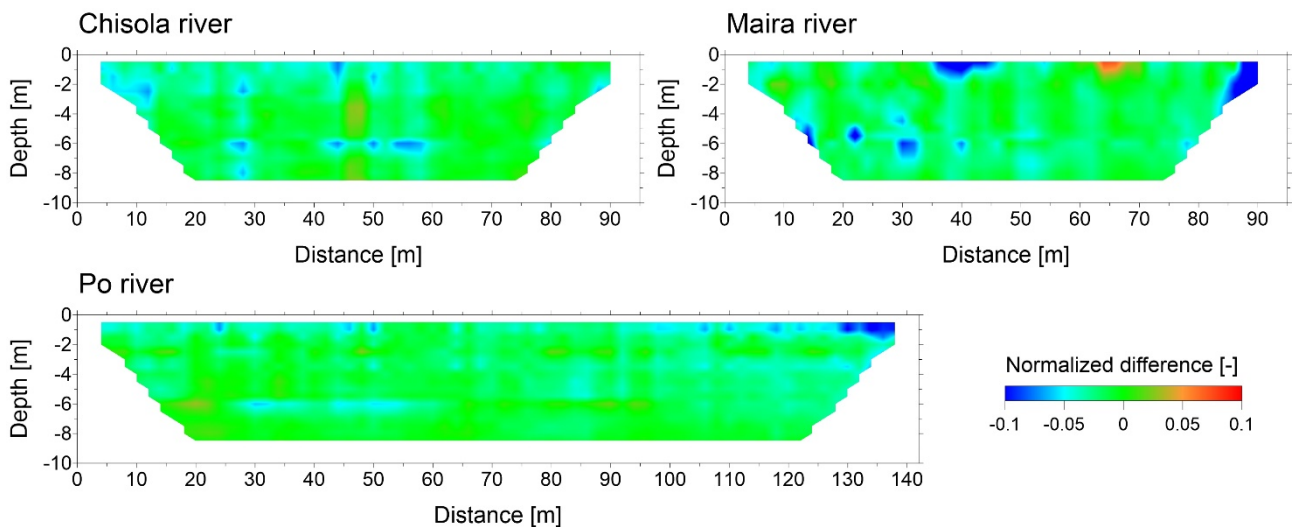 Chisola river
Maira river
0
-2
-4
-6
-8
-10
Depth [m]
0 10 20 30 40 50 60 70 80 90
Distance [m]
0
-2
-4
-6
-8
-10
Depth [m]
0 10 20 30 40 50 60 70 80 90
Distance [m]
Po river
0
-2
-4
-6
-8
-10
Depth [m]
0 10 20 30 40 50 60 70 80 90 100 110 120 130 140
Distance [m]
Normalized difference [-]
-0.1 -0.05 0 0.05 0.1